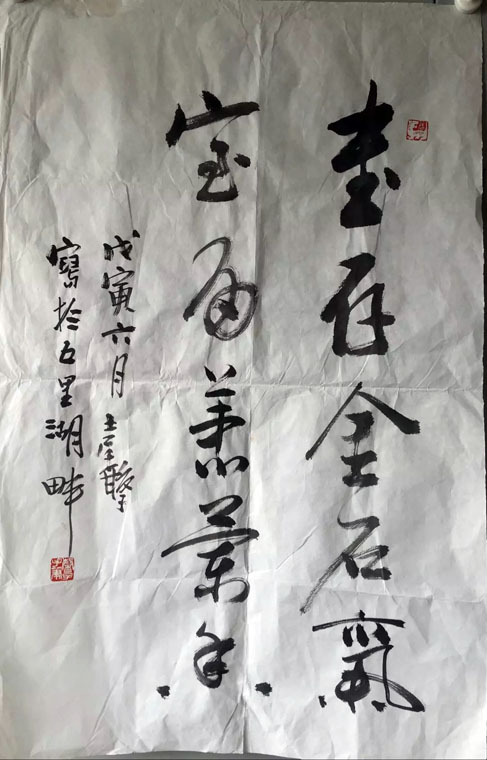 書存金石氣
室有蕙蘭香
戊寅六月
寫於五里湖畔